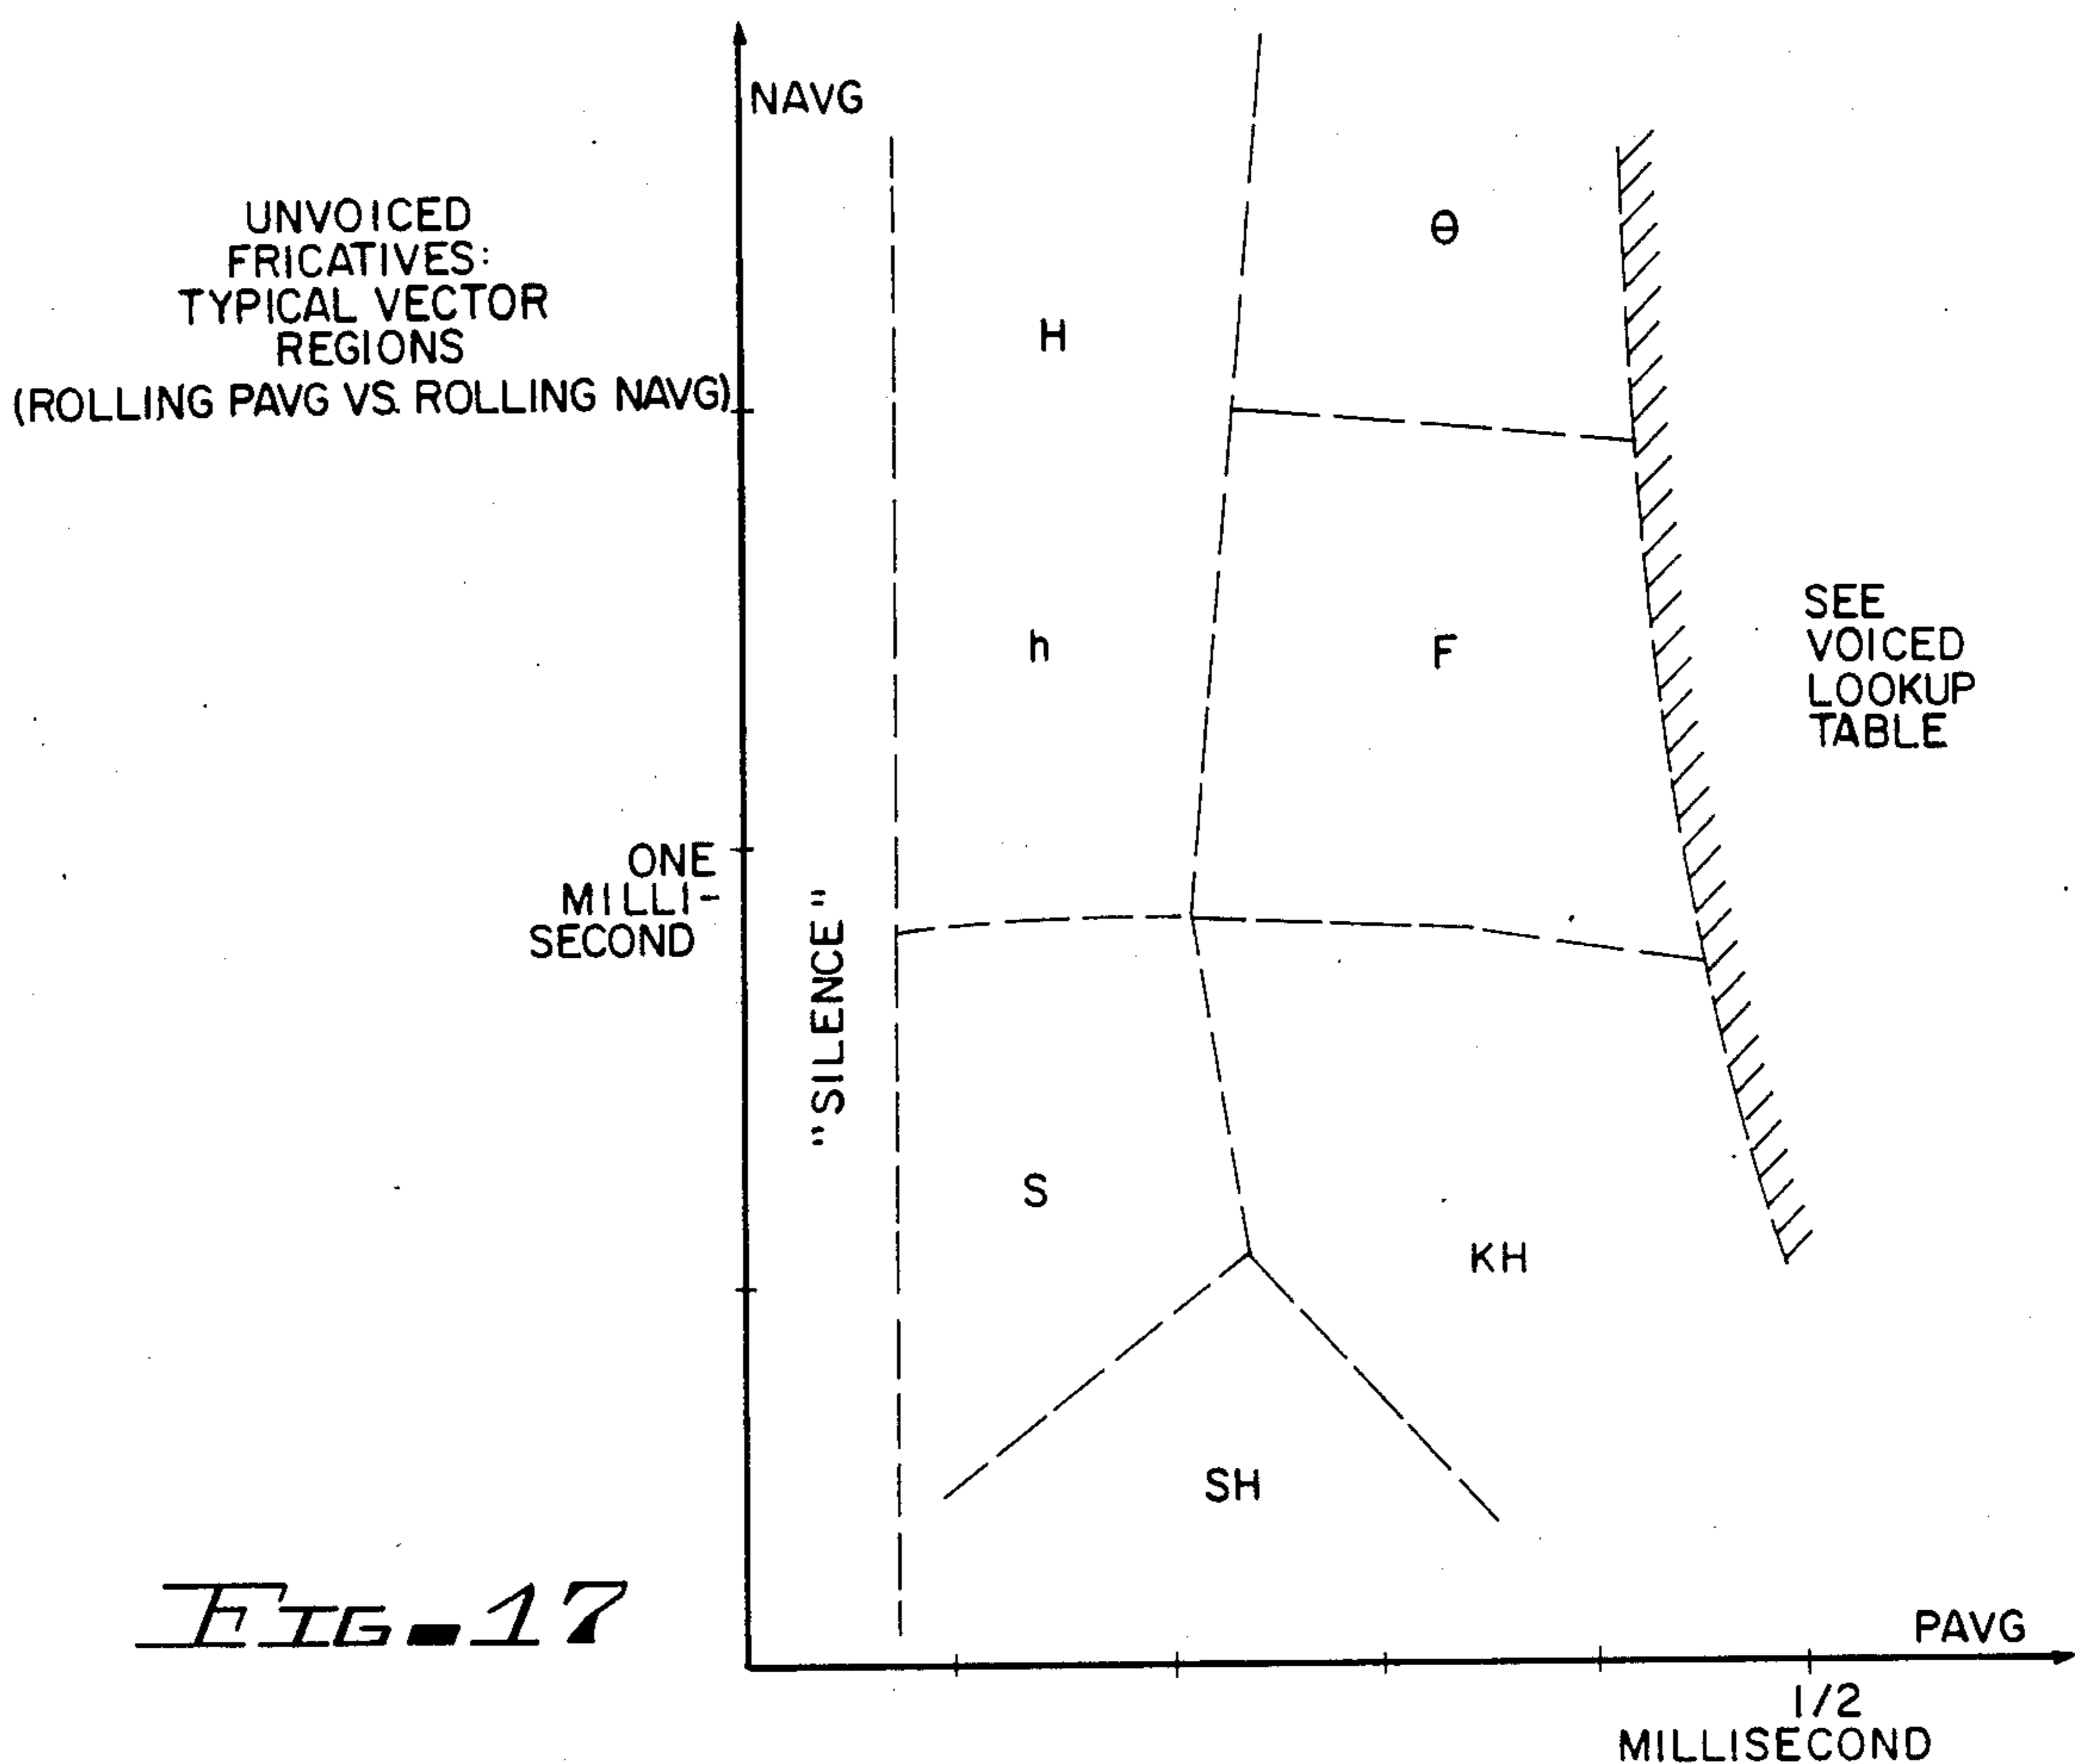 NAVG
UNVOICED
FRICATIVES:
TYPICAL VECTOR
REGIONS
(ROLLING PAVG VS. ROLLING NAVG)
Θ
H
h
F
SEE
VOICED
LOOKUP
TABLE
ONE
MILLI-
SECOND
"SILENCE"
S
KH
SH
FIG-17
PAVG
1/2
MILLISECOND